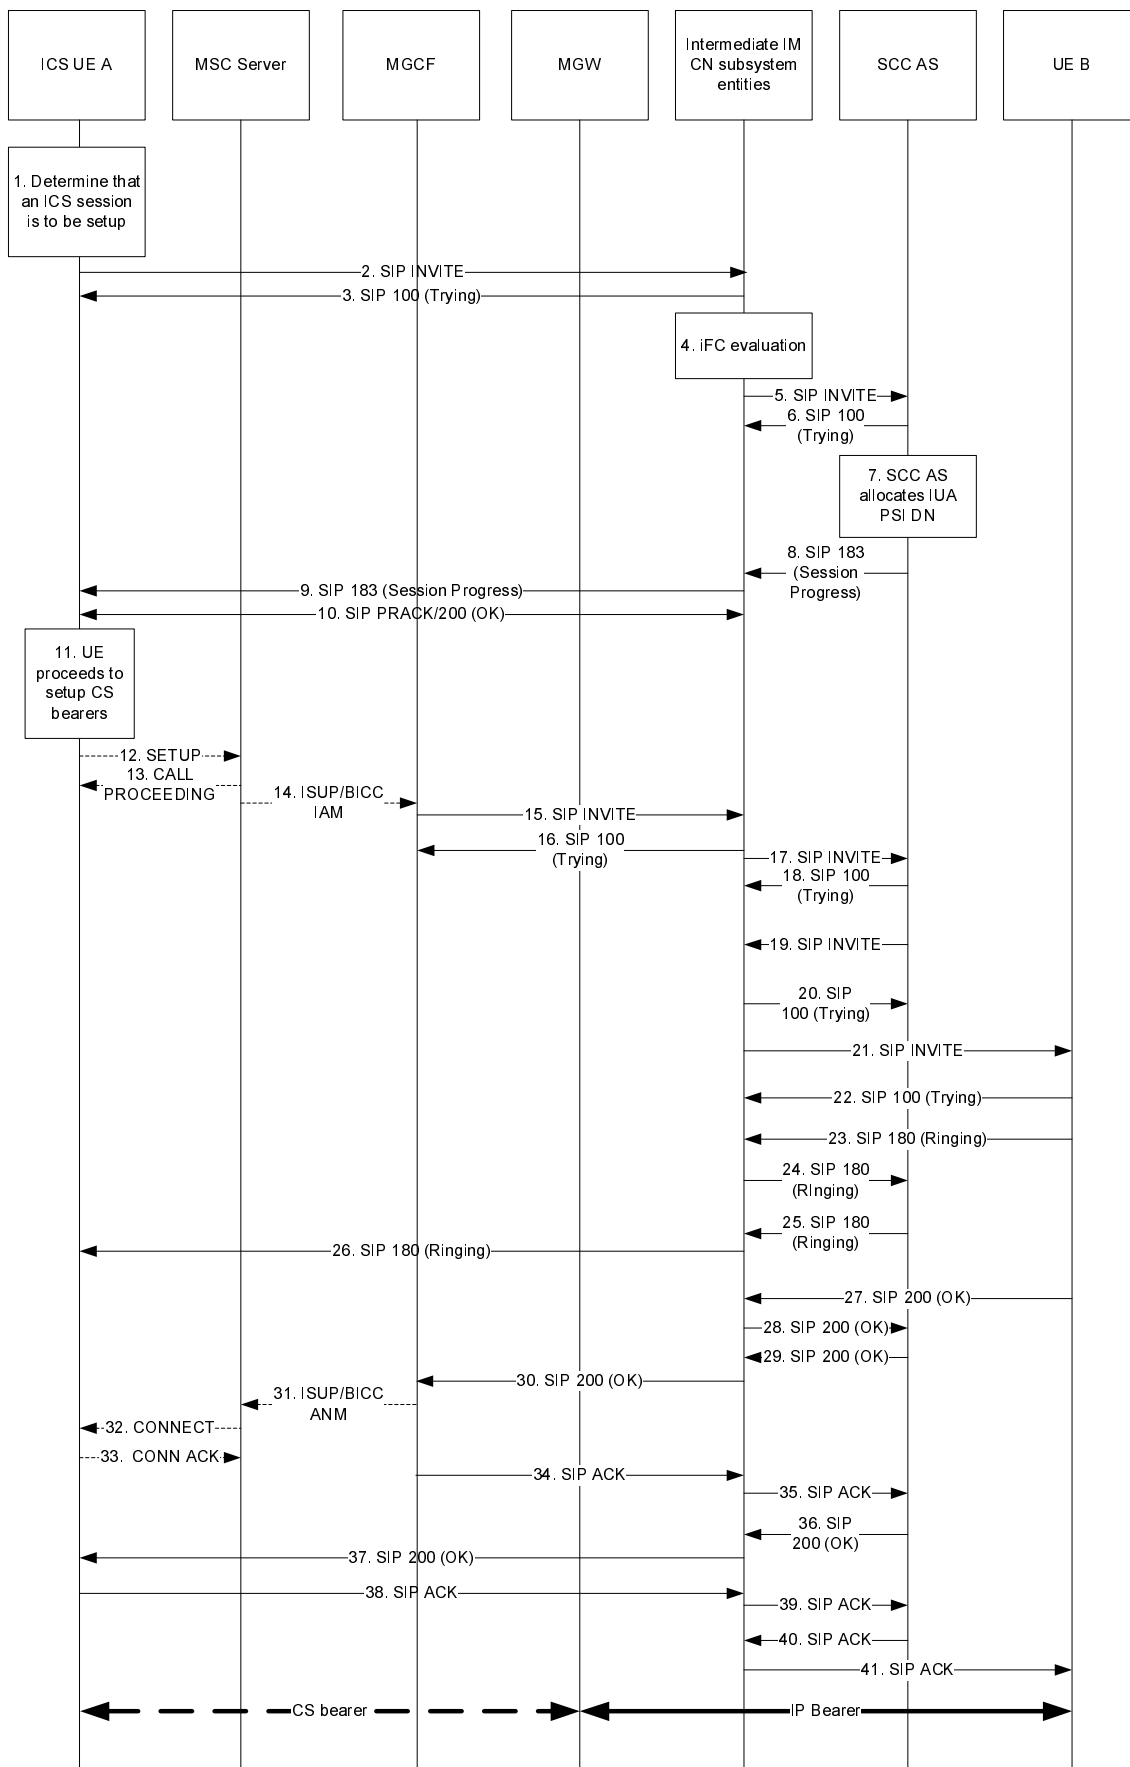 ICS UE A
MSC Server
MGCF
MGW
Intermediate IM
CN subsystem
entities
SCC AS
UE B
1. Determine that
an ICS session
is to be setup
2. SIP INVITE
3. SIP 100 (Trying)
4. iFC evaluation
5. SIP INVITE
6. SIP 100
(Trying)
7. SCC AS
allocates IUA
PSI DN
8. SIP 183
(Session
Progress)
9. SIP 183 (Session Progress)
10. SIP PRACK/200 (OK)
11. UE
proceeds to
setup CS
bearers
12. SETUP
13. CALL
PROCEEDING
14. ISUP/BICC
IAM
15. SIP INVITE
16. SIP 100
(Trying)
17. SIP INVITE
18. SIP 100
(Trying)
19. SIP INVITE
20. SIP
100 (Trying)
21. SIP INVITE
22. SIP 100 (Trying)
23. SIP 180 (Ringing)
24. SIP 180
(RInging)
25. SIP 180
(Ringing)
26. SIP 180 (Ringing)
27. SIP 200 (OK)
28. SIP 200 (OK)
29. SIP 200 (OK)
30. SIP 200 (OK)
31. ISUP/BICC
ANM
32. CONNECT
33. CONN ACK
34. SIP ACK
35. SIP ACK
36. SIP
200 (OK)
37. SIP 200 (OK)
38. SIP ACK
39. SIP ACK
40. SIP ACK
41. SIP ACK
CS bearer
IP Bearer